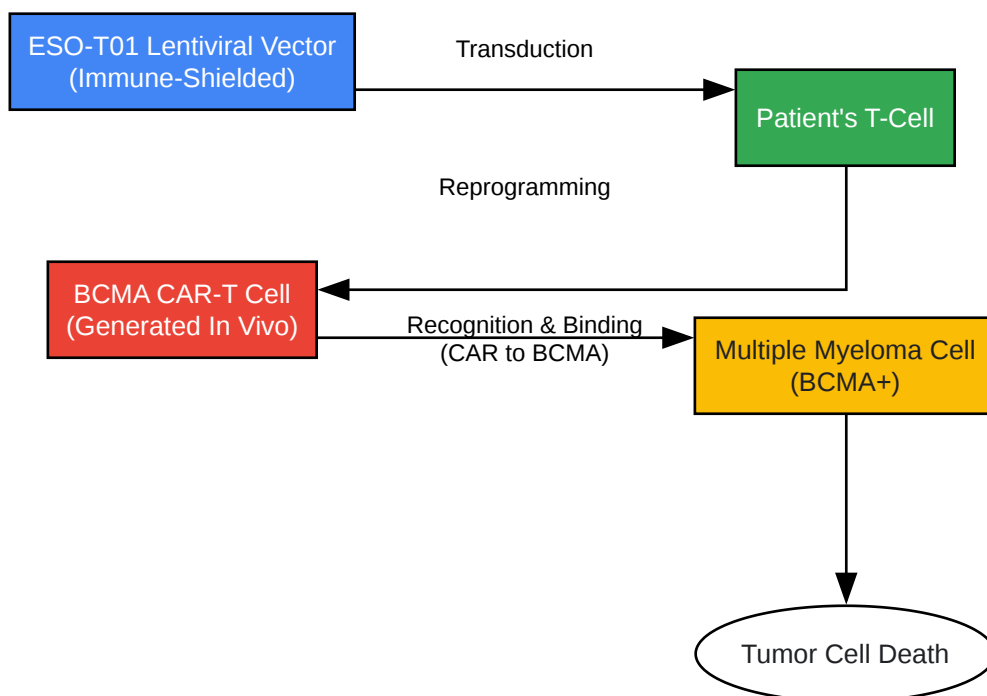 ESO-T01 Lentiviral Vector
(Immune-Shielded)
Transduction
Patient's T-Cell
Reprogramming
BCMA CAR-T Cell
(Generated In Vivo)
Recognition & Binding
(CAR to BCMA)
Multiple Myeloma Cell
(BCMA+)
Tumor Cell Death